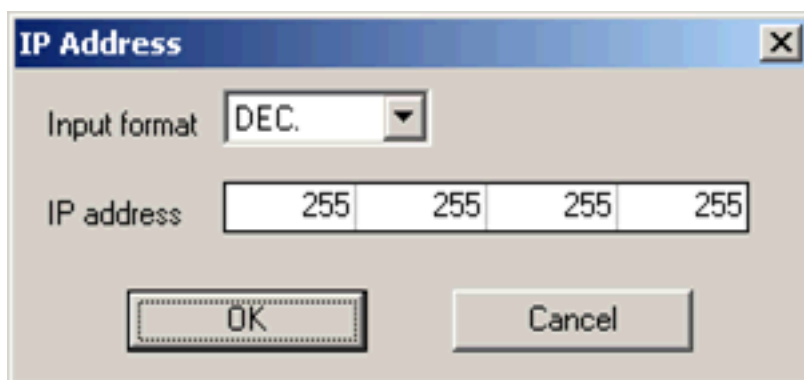 IP Address
Input format DEC.
IP address 255 255 255 255
OK Cancel